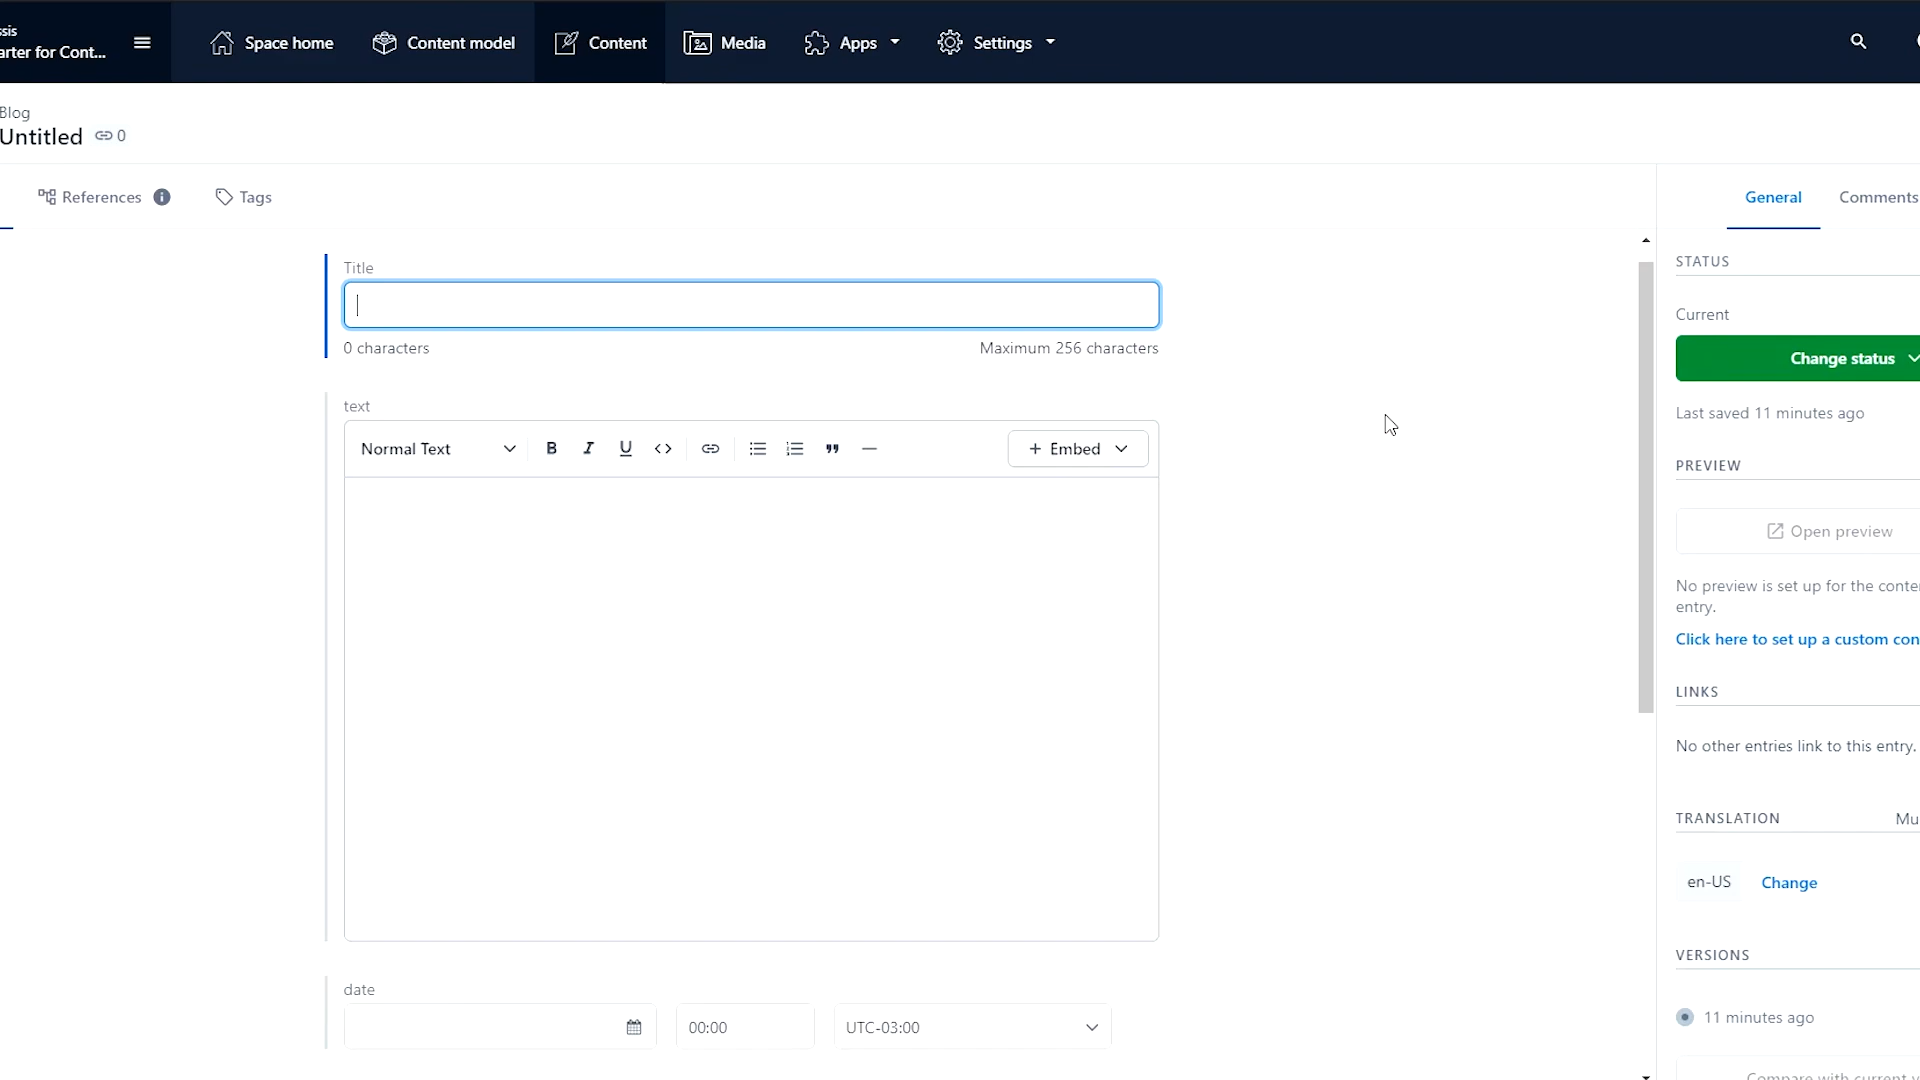 ssis
arter for Cont...
Space home
Content model
Content
Media
Apps
Settings
Blog
Untitled
0
References
Tags
General
Comments
Title
0 characters
Maximum 256 characters
text
Normal Text
B I U <>
+ Embed
date
00:00
UTC-03:00
STATUS
Current
Change status
Last saved 11 minutes ago
PREVIEW
Open preview
No preview is set up for the conte
entry.
Click here to set up a custom con
LINKS
No other entries link to this entry.
TRANSLATION
Mu
en-US
Change
VERSIONS
11 minutes ago
Compare with current v